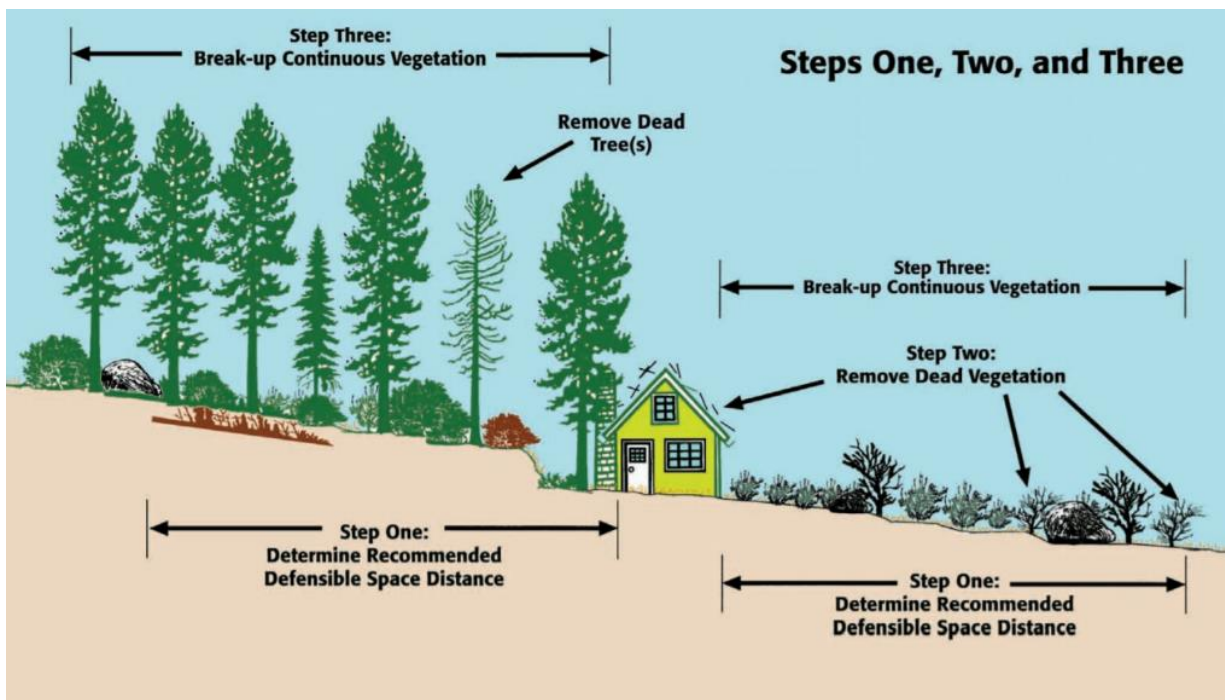 Step Three:
Break-up Continuous Vegetation
Steps One, Two, and Three
Remove Dead
Tree(s)
Step Three:
Break-up Continuous Vegetation
Step Two:
Remove Dead Vegetation
Step One:
Determine Recommended
Defensible Space Distance
Step One:
Determine Recommended
Defensible Space Distance